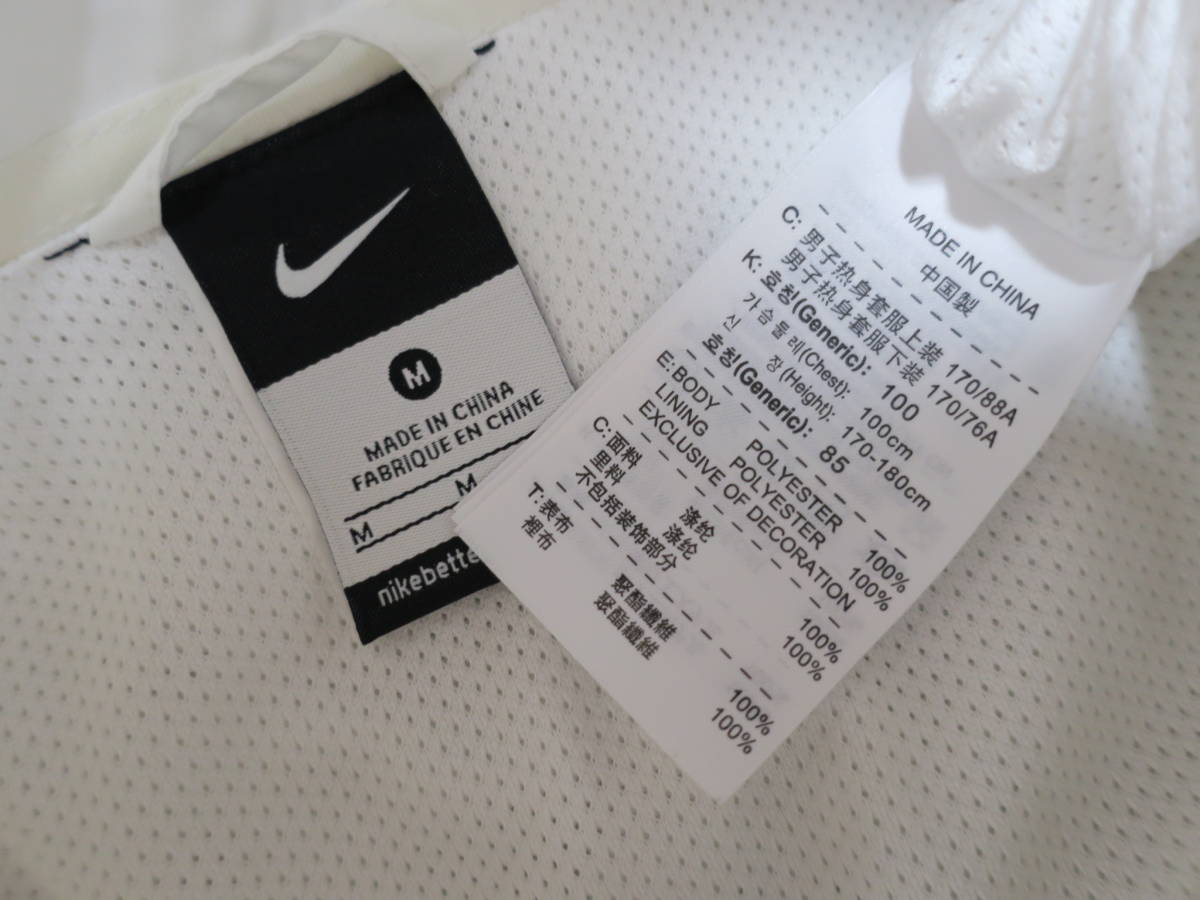 M
MADE IN CHINA
FABRIQUE EN CHINE
M
M
MADE IN CHINA
中国製
C: 男子热身套服上装 170/88A
男子热身套服下装 170/76A
K: 호칭(Generic): 100
가슴둘레(Chest): 100cm
신 장(Height): 170-180cm
호칭(Generic): 85
E:BODY POLYESTER 100%
LINING POLYESTER 100%
EXCLUSIVE OF DECORATION
C: 面料 涤纶 100%
里料 涤纶 100%
不包括装饰部分
T: 表布 聚酯纖維 100%
裡布 聚酯纖維 100%